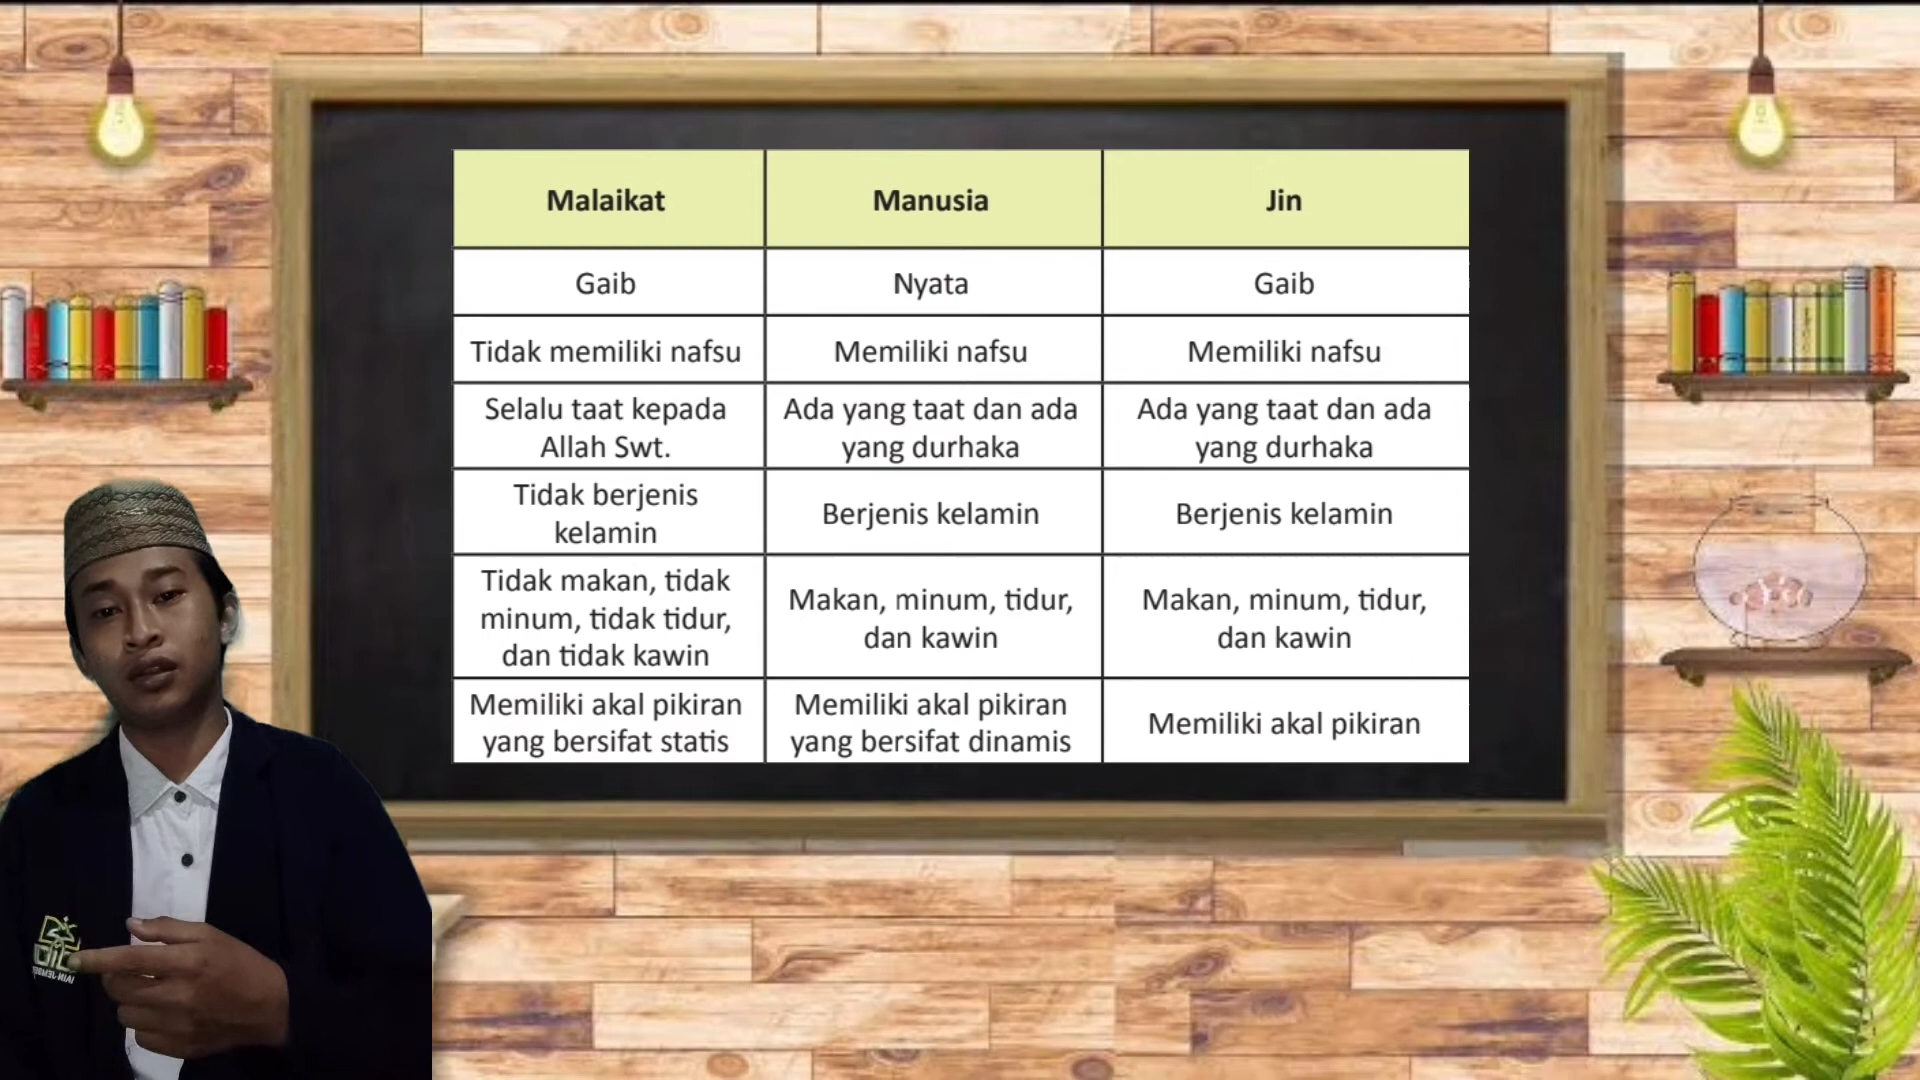 Malaikat
Manusia
Jin
Gaib
Nyata
Gaib
Tidak memiliki nafsu
Memiliki nafsu
Memiliki nafsu
Selalu taat kepada
Allah Swt.
Ada yang taat dan ada
yang durhaka
Ada yang taat dan ada
yang durhaka
Tidak berjenis
kelamin
Berjenis kelamin
Berjenis kelamin
Tidak makan, tidak
minum, tidak tidur,
dan tidak kawin
Makan, minum, tidur,
dan kawin
Makan, minum, tidur,
dan kawin
Memiliki akal pikiran
yang bersifat statis
Memiliki akal pikiran
yang bersifat dinamis
Memiliki akal pikiran